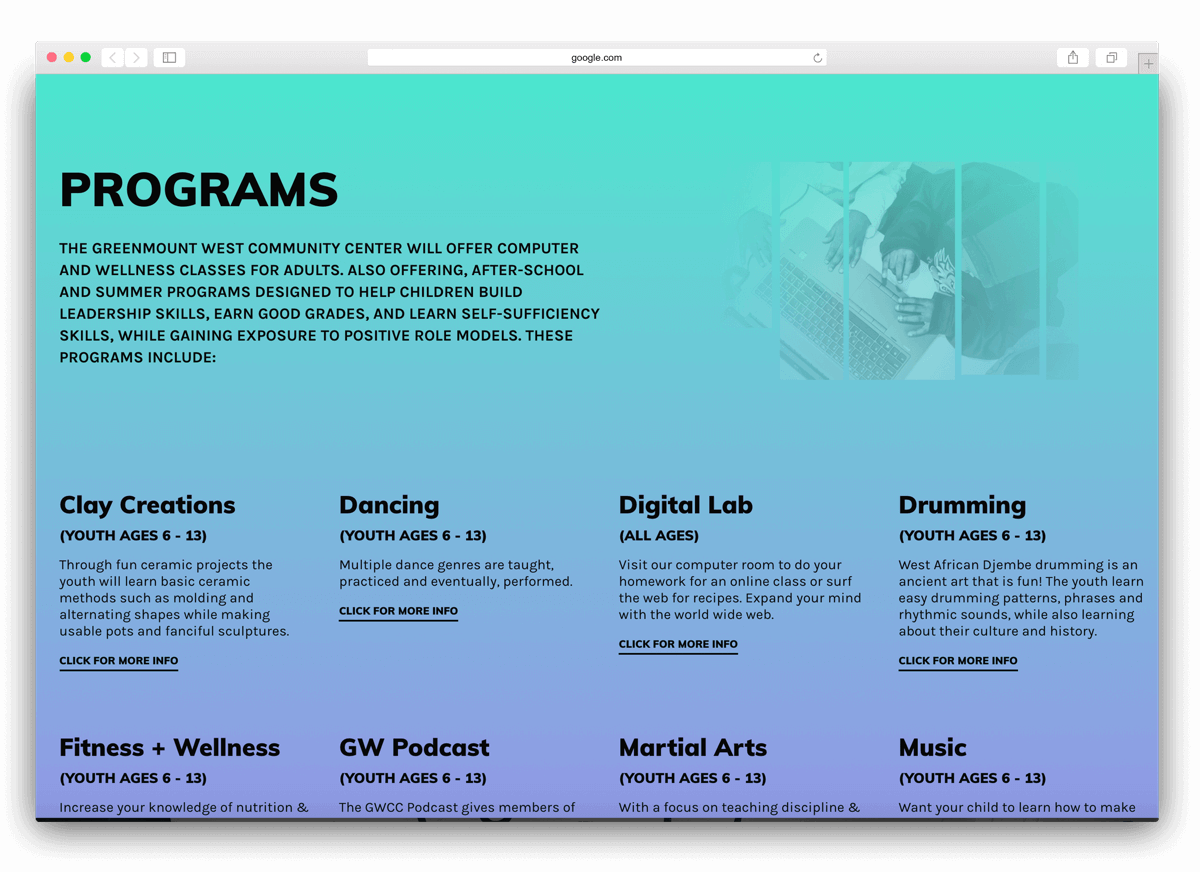 google.com
PROGRAMS
THE GREENMOUNT WEST COMMUNITY CENTER WILL OFFER COMPUTER
AND WELLNESS CLASSES FOR ADULTS. ALSO OFFERING, AFTER-SCHOOL
AND SUMMER PROGRAMS DESIGNED TO HELP CHILDREN BUILD
LEADERSHIP SKILLS, EARN GOOD GRADES, AND LEARN SELF-SUFFICIENCY
SKILLS, WHILE GAINING EXPOSURE TO POSITIVE ROLE MODELS. THESE
PROGRAMS INCLUDE:
Clay Creations
(YOUTH AGES 6 - 13)
Through fun ceramic projects the
youth will learn basic ceramic
methods such as molding and
alternating shapes while making
usable pots and fanciful sculptures.
CLICK FOR MORE INFO
Dancing
(YOUTH AGES 6 - 13)
Multiple dance genres are taught,
practiced and eventually, performed.
CLICK FOR MORE INFO
Digital Lab
(ALL AGES)
Visit our computer room to do your
homework for an online class or surf
the web for recipes. Expand your mind
with the world wide web.
CLICK FOR MORE INFO
Drumming
(YOUTH AGES 6 - 13)
West African Djembe drumming is an
ancient art that is fun! The youth learn
easy drumming patterns, phrases and
rhythmic sounds, while also learning
about their culture and history.
CLICK FOR MORE INFO
Fitness + Wellness
(YOUTH AGES 6 - 13)
Increase your knowledge of nutrition &
GW Podcast
(YOUTH AGES 6 - 13)
The GWCC Podcast gives members of
Martial Arts
(YOUTH AGES 6 - 13)
With a focus on teaching discipline &
Music
(YOUTH AGES 6 - 13)
Want your child to learn how to make